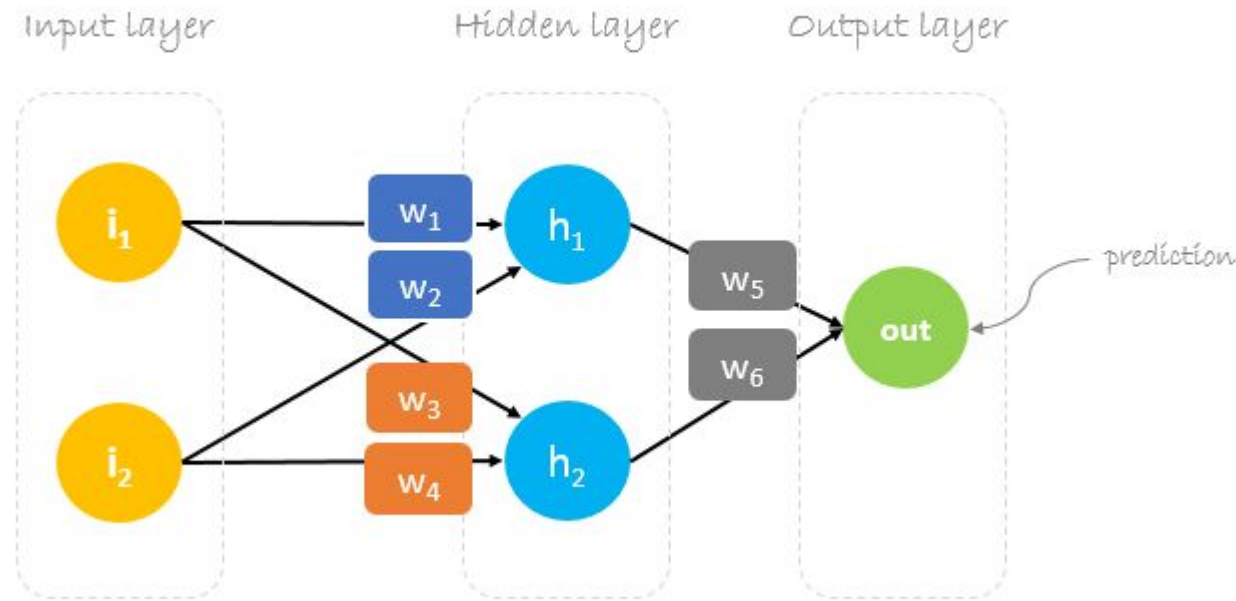 Input layer
Hidden layer
Output layer
i₁
w₁
h₁
w₂
w₅
prediction
out
w₆
w₃
i₂
w₄
h₂